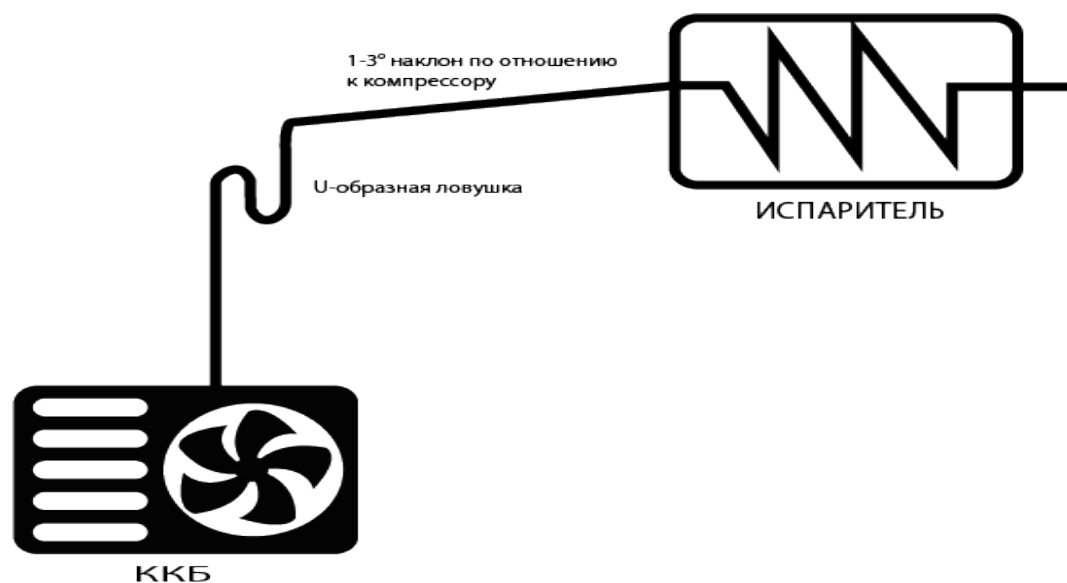 1-3° наклон по отношению
к компрессору
U-образная ловушка
ИСПАРИТЕЛЬ
ККБ